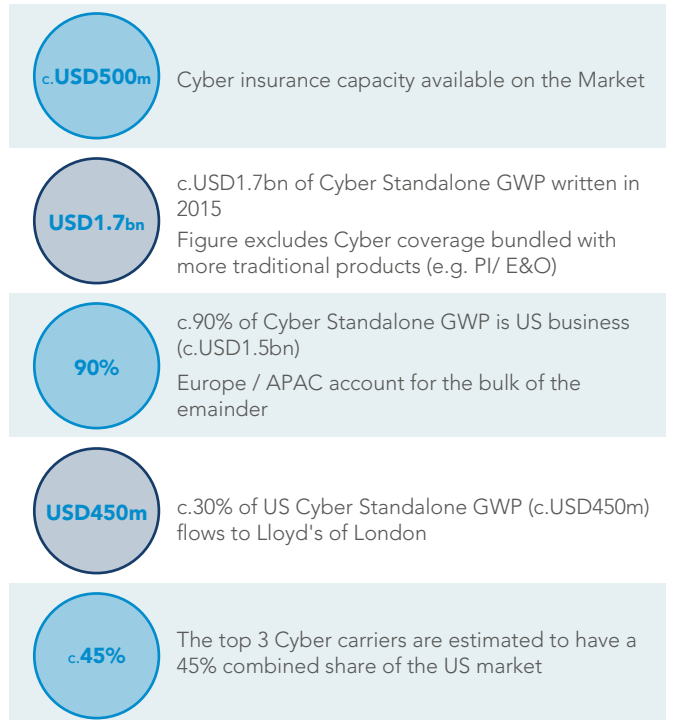 c.USD500m
Cyber insurance capacity available on the Market
USD1.7bn
c.USD1.7bn of Cyber Standalone GWP written in
2015
Figure excludes Cyber coverage bundled with
more traditional products (e.g. PI/ E&O)
90%
c.90% of Cyber Standalone GWP is US business
(c.USD1.5bn)
Europe / APAC account for the bulk of the
emainder
USD450m
c.30% of US Cyber Standalone GWP (c.USD450m)
flows to Lloyd's of London
c.45%
The top 3 Cyber carriers are estimated to have a
45% combined share of the US market